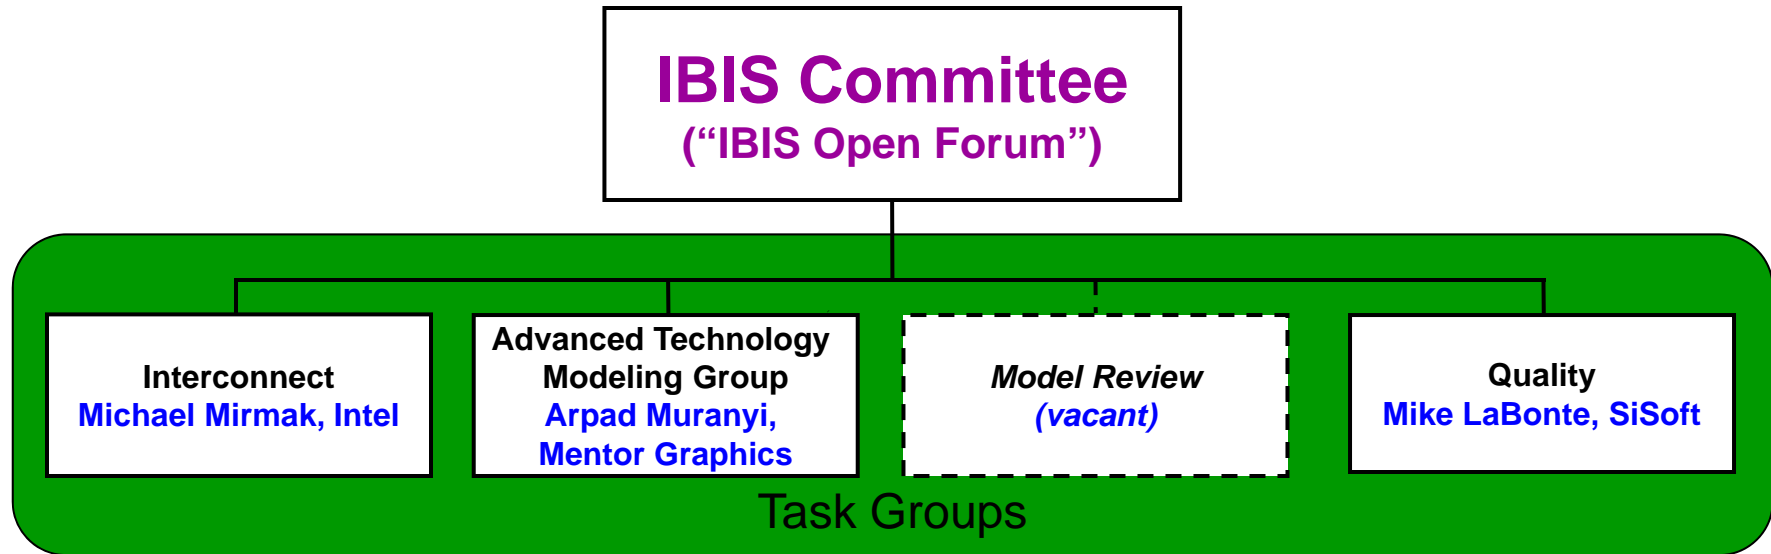 IBIS Committee
(“IBIS Open Forum”)
Interconnect
Michael Mirmak, Intel
Advanced Technology
Modeling Group
Arpad Muranyi,
Mentor Graphics
Model Review
(vacant)
Quality
Mike LaBonte, SiSoft
Task Groups